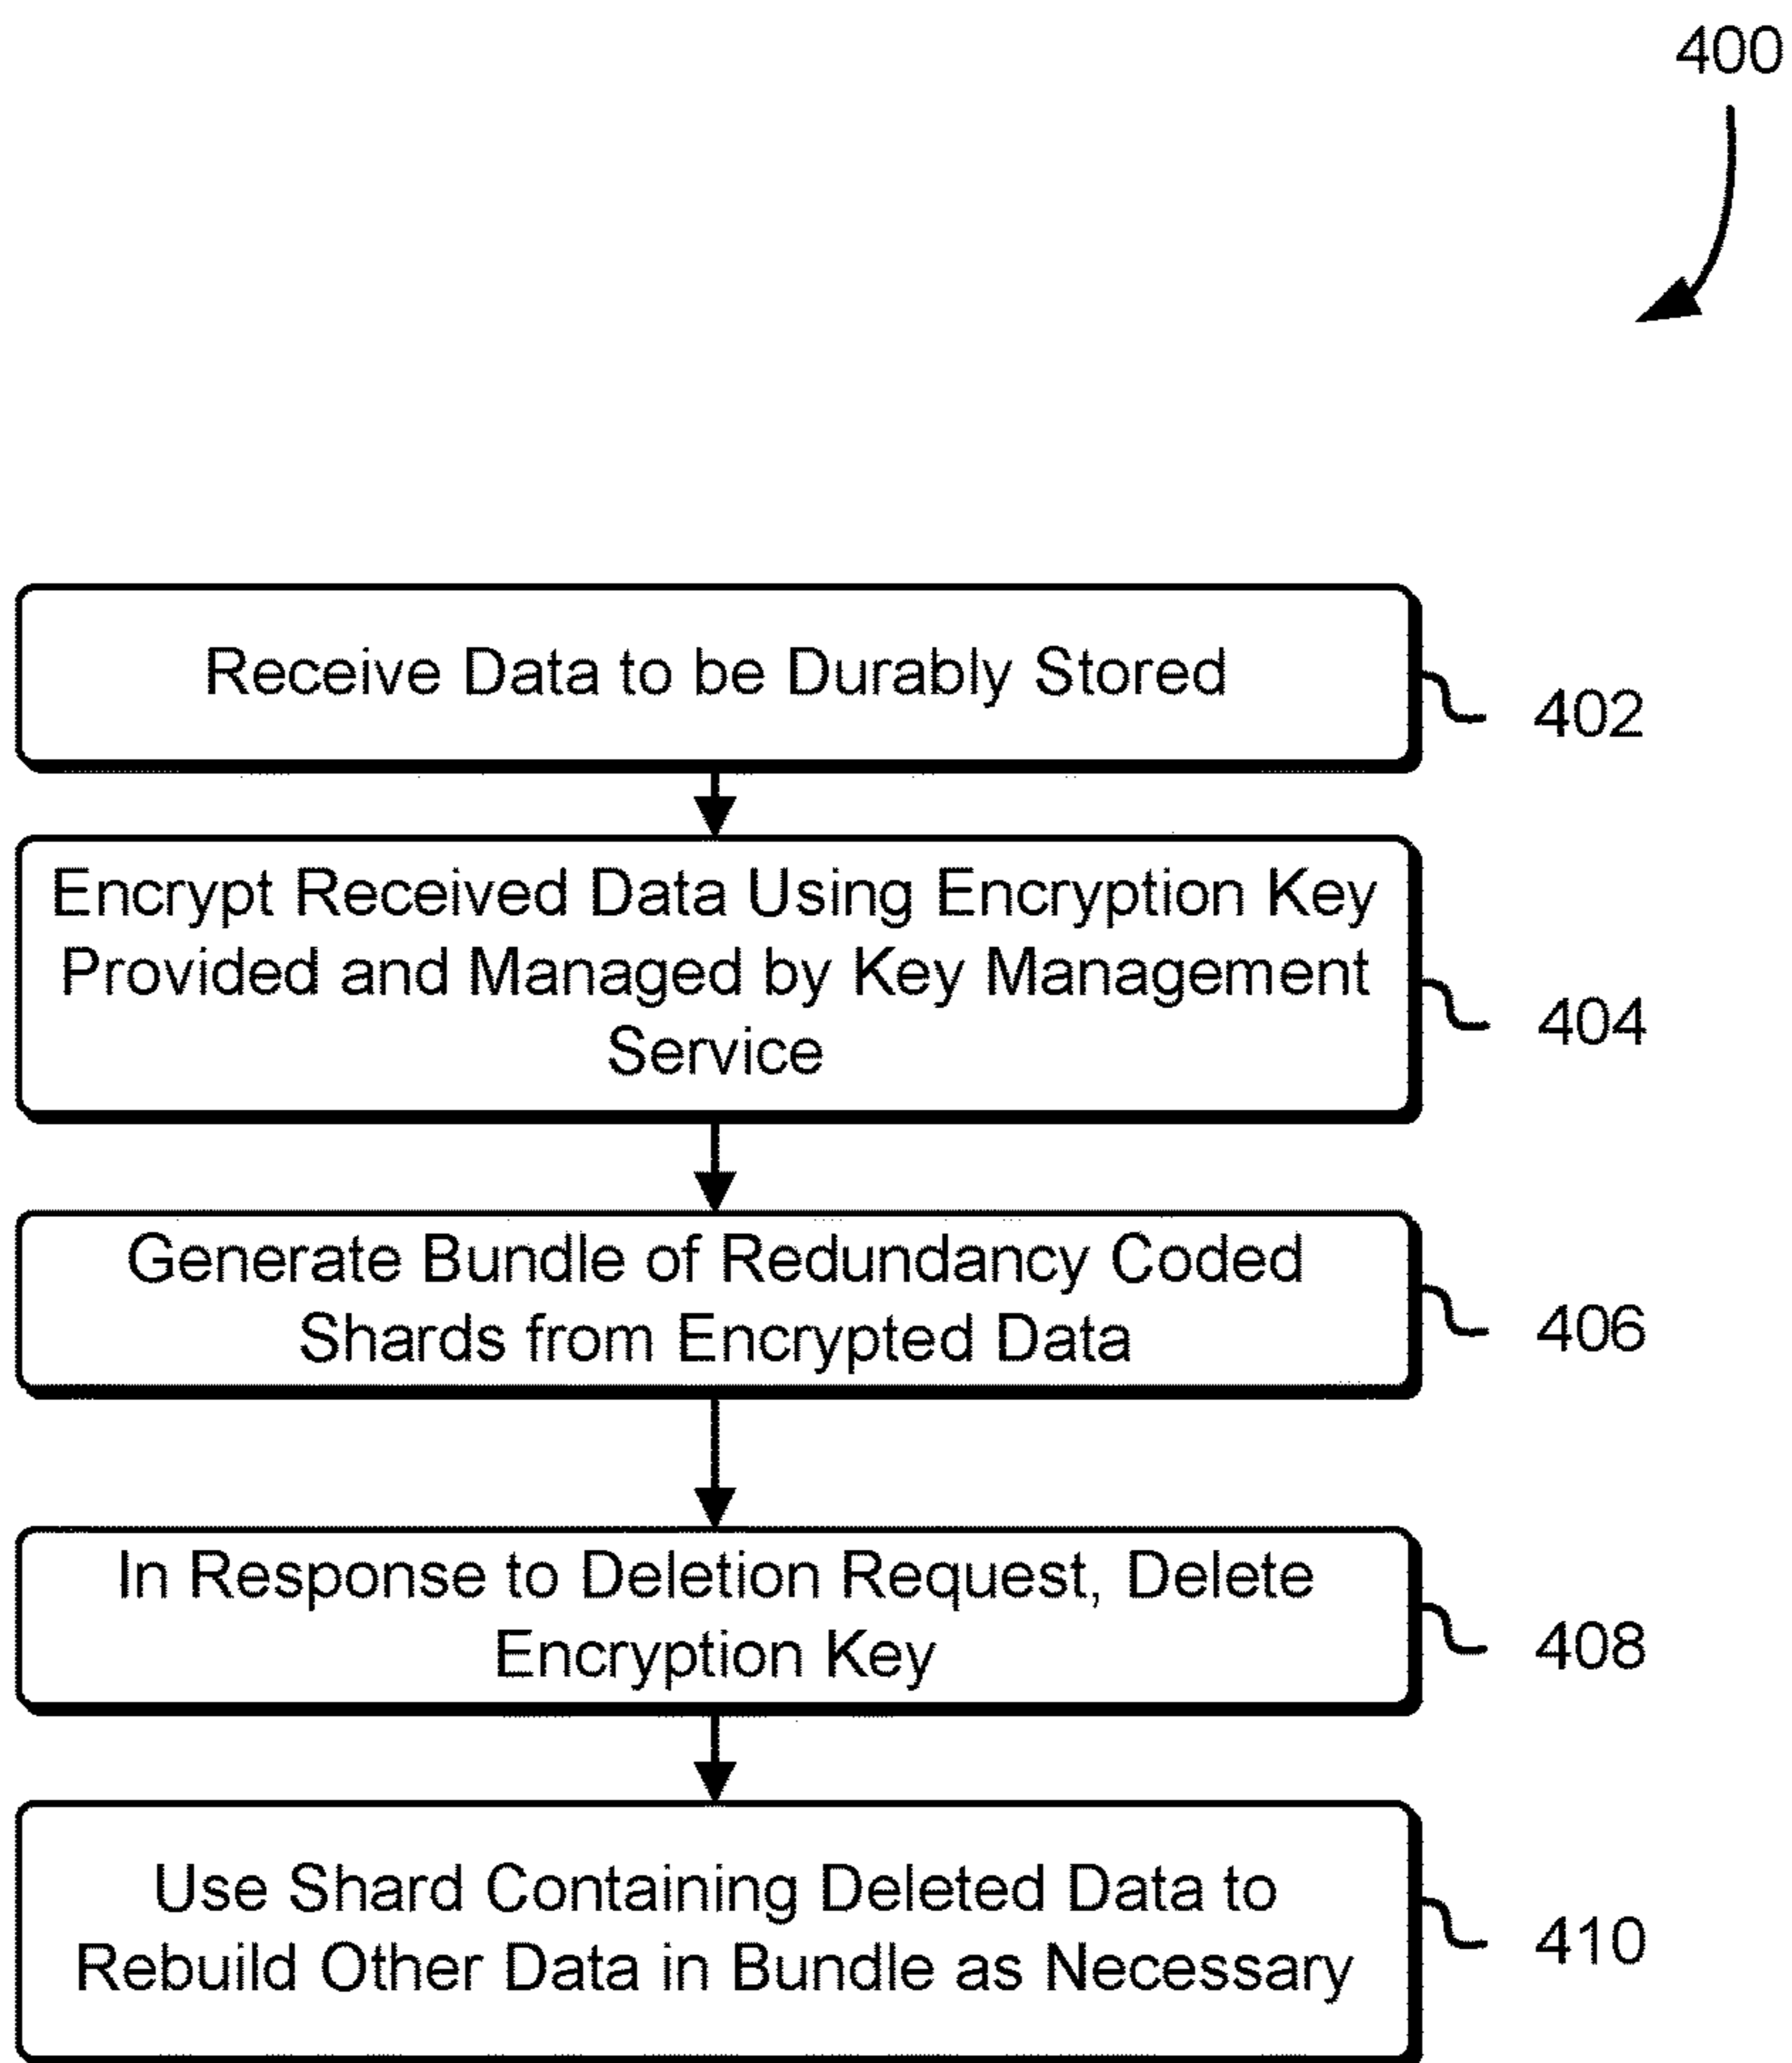 400
Receive Data to be Durably Stored
402
Encrypt Received Data Using Encryption Key
Provided and Managed by Key Management
Service
404
Generate Bundle of Redundancy Coded
Shards from Encrypted Data
406
In Response to Deletion Request, Delete
Encryption Key
408
Use Shard Containing Deleted Data to
Rebuild Other Data in Bundle as Necessary
410